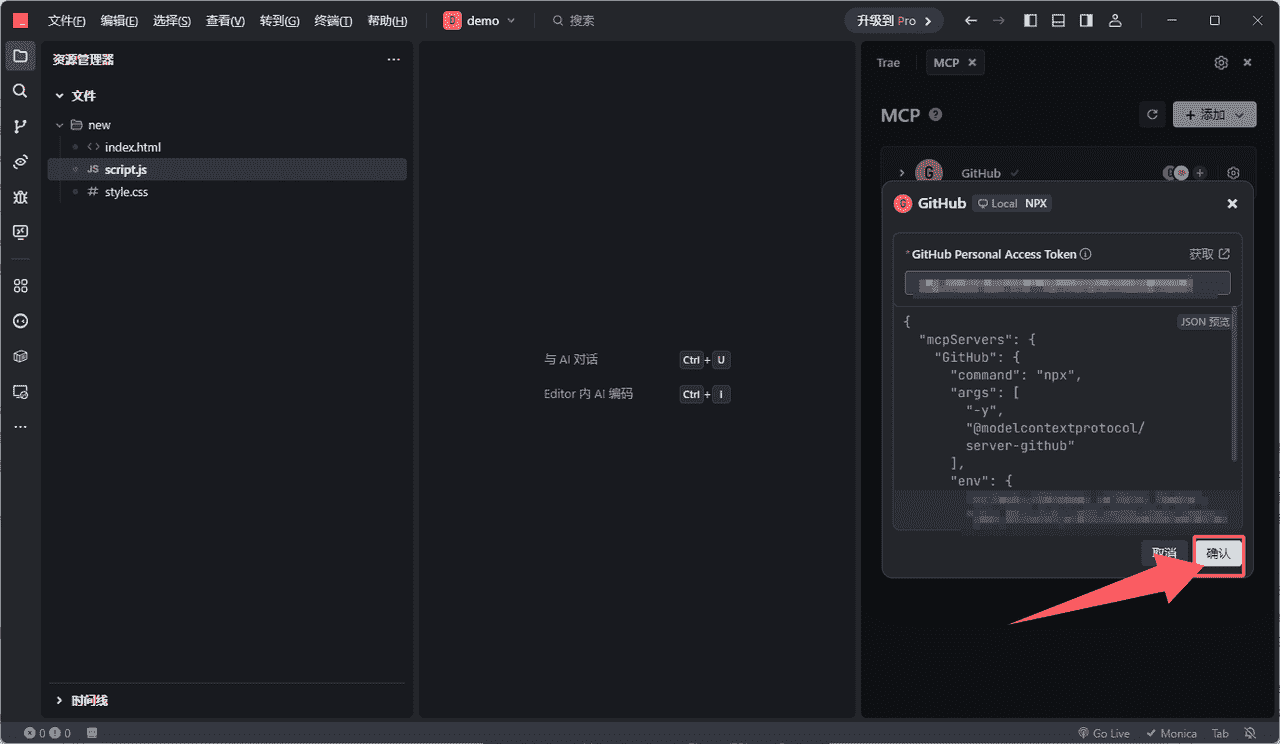 文件(F) 编辑(E) 选择(S) 查看(V) 转到(G) 终端(T) 帮助(H) D demo 搜索 升级到 Pro
资源管理器
文件
new
index.html
JS script.js
# style.css
时间线
与 AI 对话 Ctrl + U
Editor 内 AI 编码 Ctrl + I
Trae MCP
MCP
+ 添加
G GitHub
GitHub Local NPX
*GitHub Personal Access Token 获取
JSON 预览
{
"mcpServers": {
"GitHub": {
"command": "npx",
"args": [
"-y",
"@modelcontextprotocol/
server-github"
],
"env": {
取消 确认
0 0 Go Live Monica Tab